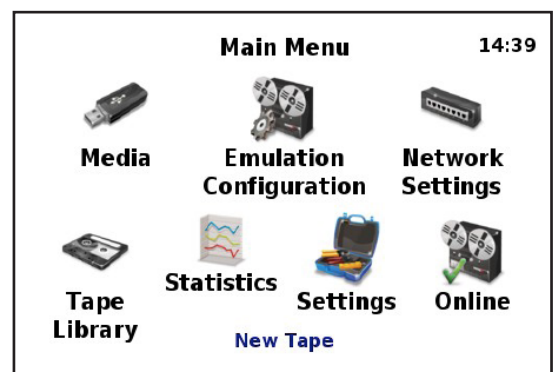 Main Menu
14:39
Media
Emulation
Configuration
Network
Settings
Tape
Library
Statistics
Settings
Online
New Tape